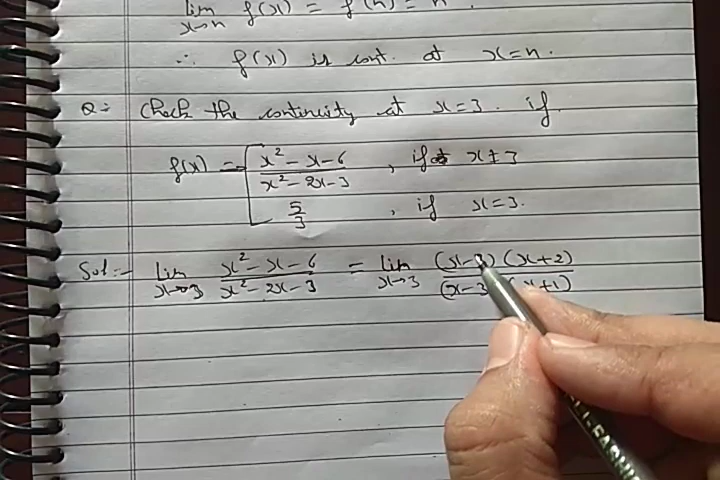 lim f(x) = f(n) = n.
x→n
∴ f(x) is cont. at x=n.
Q:- Check the continuity at x=3. if
f(x) = { x² - x - 6 / x² - 2x - 3 , if x ≠ 3
5/3 , if x = 3.
Sol:- lim x→3 x² - x - 6 / x² - 2x - 3 = lim x→3 (x-3) (x+2) / (x-3) (x+1)